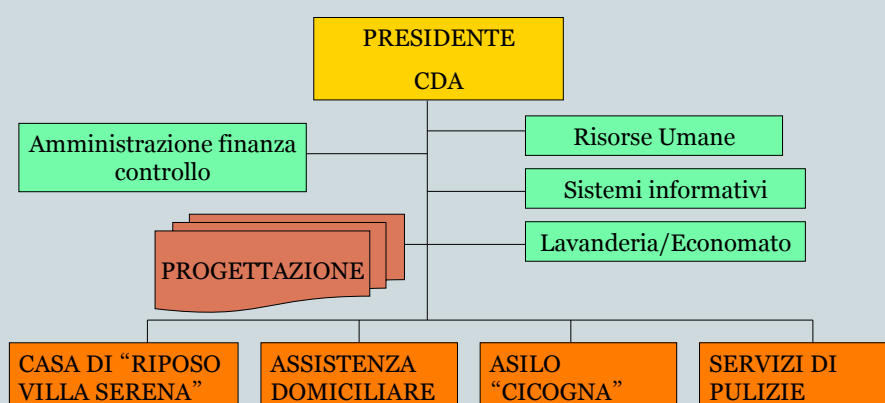 PRESIDENTE
CDA
Amministrazione finanza
controllo
Risorse Umane
Sistemi informativi
Lavanderia/Economato
PROGETTAZIONE
CASA DI “RIPOSO
VILLA SERENA”
ASSISTENZA
DOMICILIARE
ASILO
“CICOGNA”
SERVIZI DI
PULIZIE